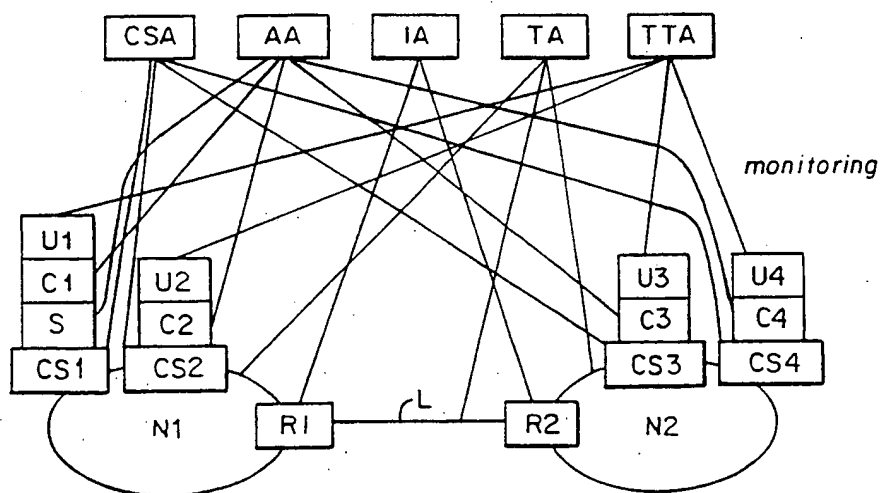 CSA AA IA TA TTA
monitoring
U1
C1
S
CS1
U2
C2
CS2
U3
C3
CS3
U4
C4
CS4
N1
R1
L
R2
N2